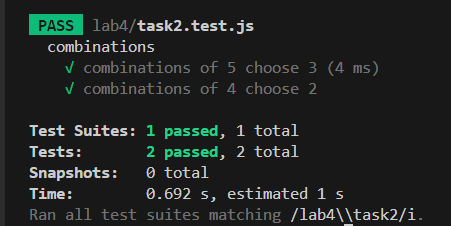 PASS lab4/task2.test.js
combinations
√ combinations of 5 choose 3 (4 ms)
√ combinations of 4 choose 2
Test Suites: 1 passed, 1 total
Tests: 2 passed, 2 total
Snapshots: 0 total
Time: 0.692 s, estimated 1 s
Ran all test suites matching /lab4\\task2/i.